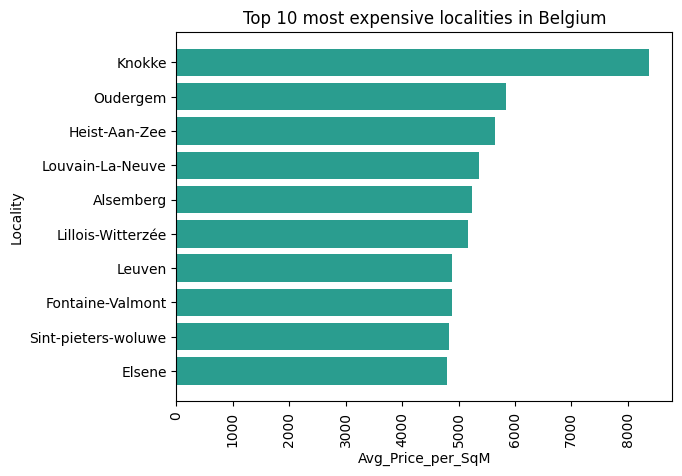 Top 10 most expensive localities in Belgium
Locality
Knokke
Oudergem
Heist-Aan-Zee
Louvain-La-Neuve
Alsemberg
Lillois-Witterzée
Leuven
Fontaine-Valmont
Sint-pieters-woluwe
Elsene
0
1000
2000
3000
4000
5000
6000
7000
8000
Avg_Price_per_SqM